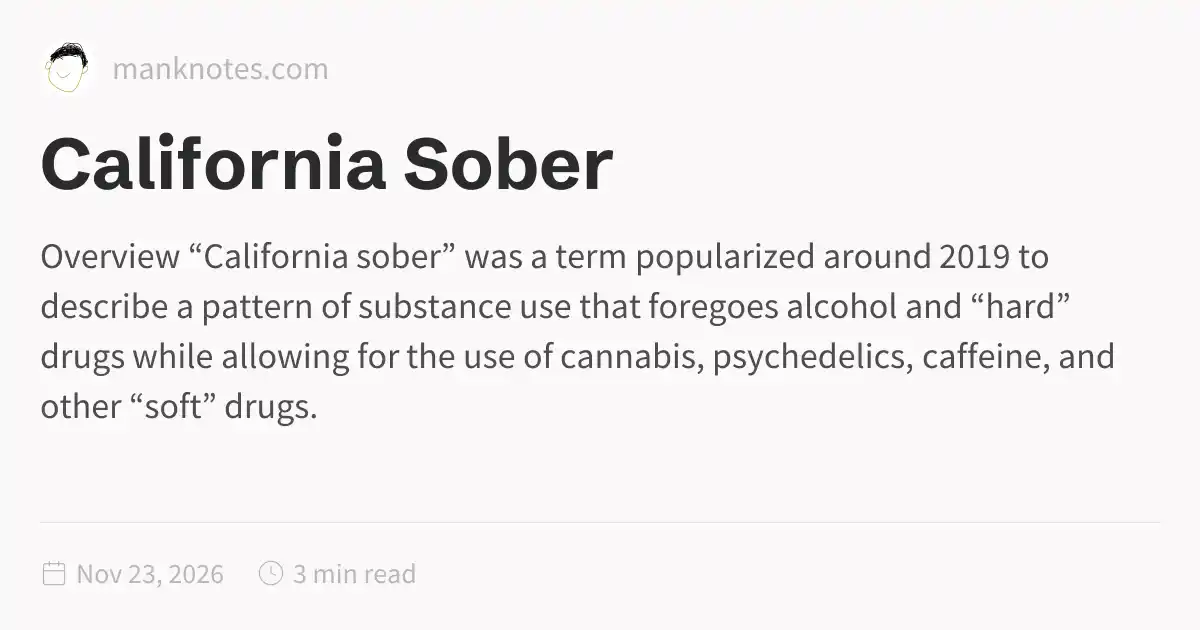 manknotes.com
California Sober
Overview “California sober” was a term popularized around 2019 to
describe a pattern of substance use that foregoes alcohol and “hard”
drugs while allowing for the use of cannabis, psychedelics, caffeine, and
other “soft” drugs.
Nov 23, 2026 3 min read